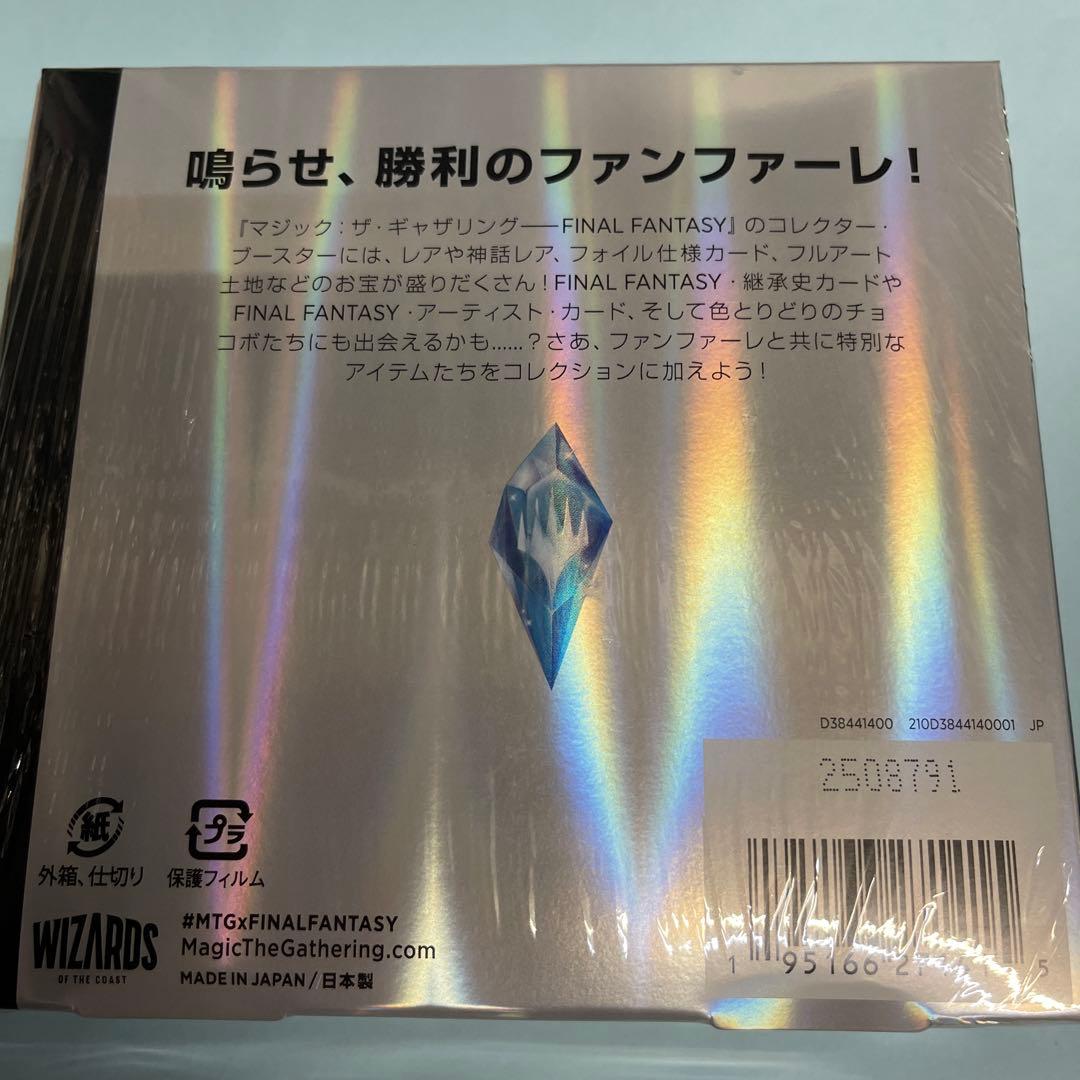 鳴らせ、勝利のファンファーレ！
『マジック：ザ・ギャザリング──FINAL FANTASY』のコレクター・
ブースターには、レアや神話レア、フォイル仕様カード、フルアート
土地などのお宝が盛りだくさん！FINAL FANTASY・継承史カードや
FINAL FANTASY・アーティスト・カード、そして色とりどりのチョ
コボたちにも出会えるかも……？さあ、ファンファーレと共に特別な
アイテムたちをコレクションに加えよう！
D38441400 210D3844140001 JP
2508791
紙
プラ
外箱、仕切り
保護フィルム
WIZARDS
OF THE COAST
#MTGxFINALFANTASY
MagicTheGathering.com
MADE IN JAPAN/日本製